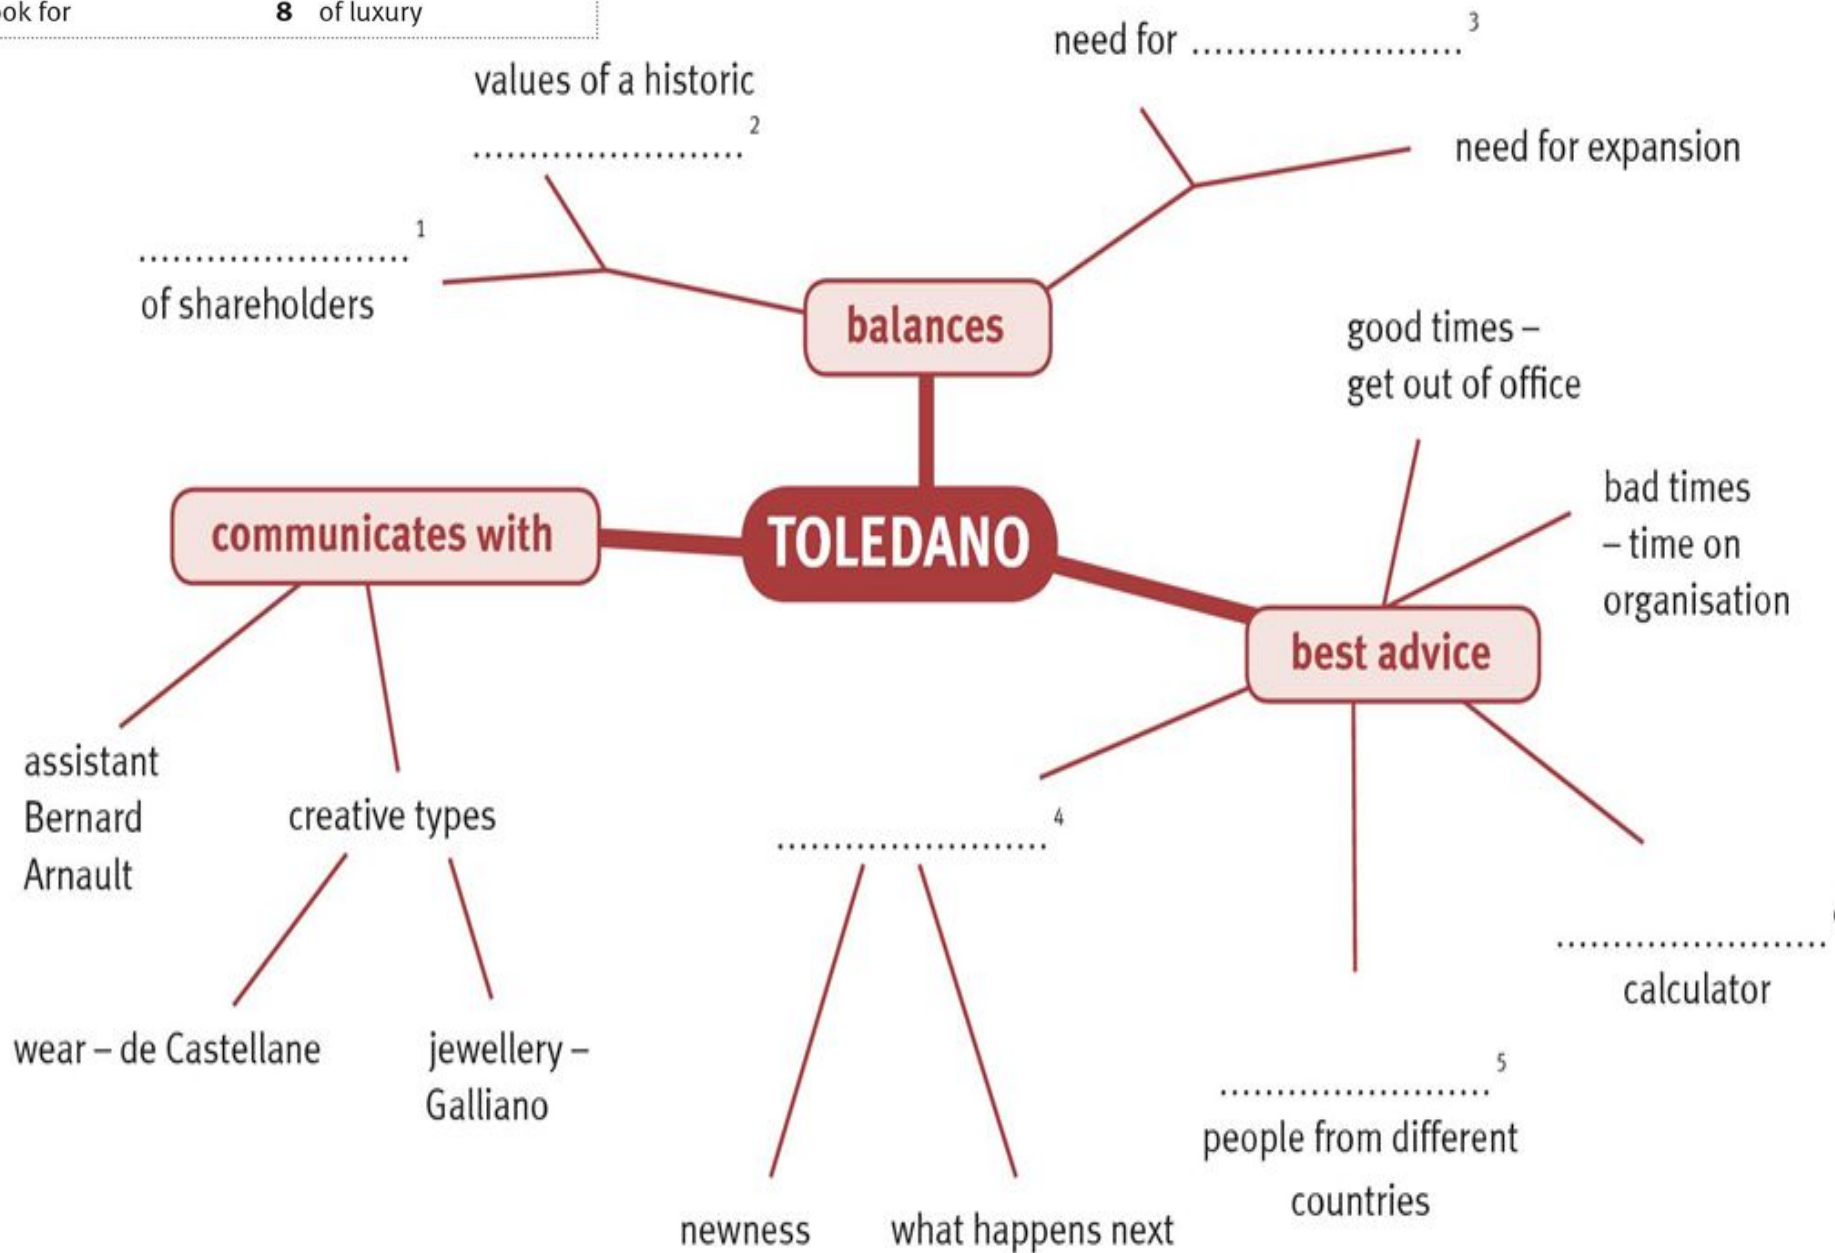 ook for 8 of luxury
need for ........................ 3
values of a historic
........................ 2
need for expansion
........................ 1
of shareholders
balances
good times –
get out of office
bad times
– time on
organisation
communicates with
TOLEDANO
best advice
assistant
Bernard
Arnault
creative types
........................ 4
........................
calculator
wear – de Castellane
jewellery –
Galliano
........................ 5
people from different
countries
newness
what happens next